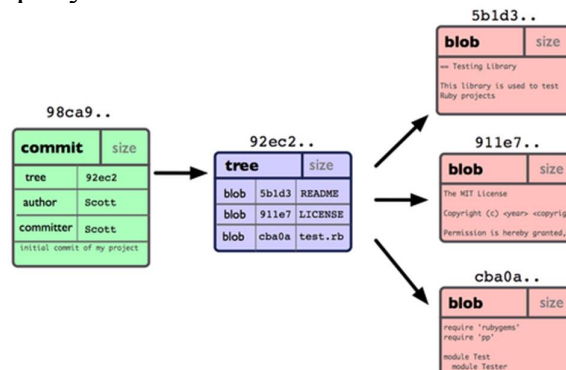 98ca9..
commit size
tree 92ec2
author Scott
committer Scott
initial commit of my project
92ec2..
tree size
blob 5b1d3 README
blob 911e7 LICENSE
blob cba0a test.rb
5b1d3..
blob size
== Testing Library
This library is used to test
Ruby projects
911e7..
blob size
The MIT License
Copyright (c) <year> <copyrig
Permission is hereby granted,
cba0a..
blob size
require 'rubygems'
require 'pp'
module Test
module Tester